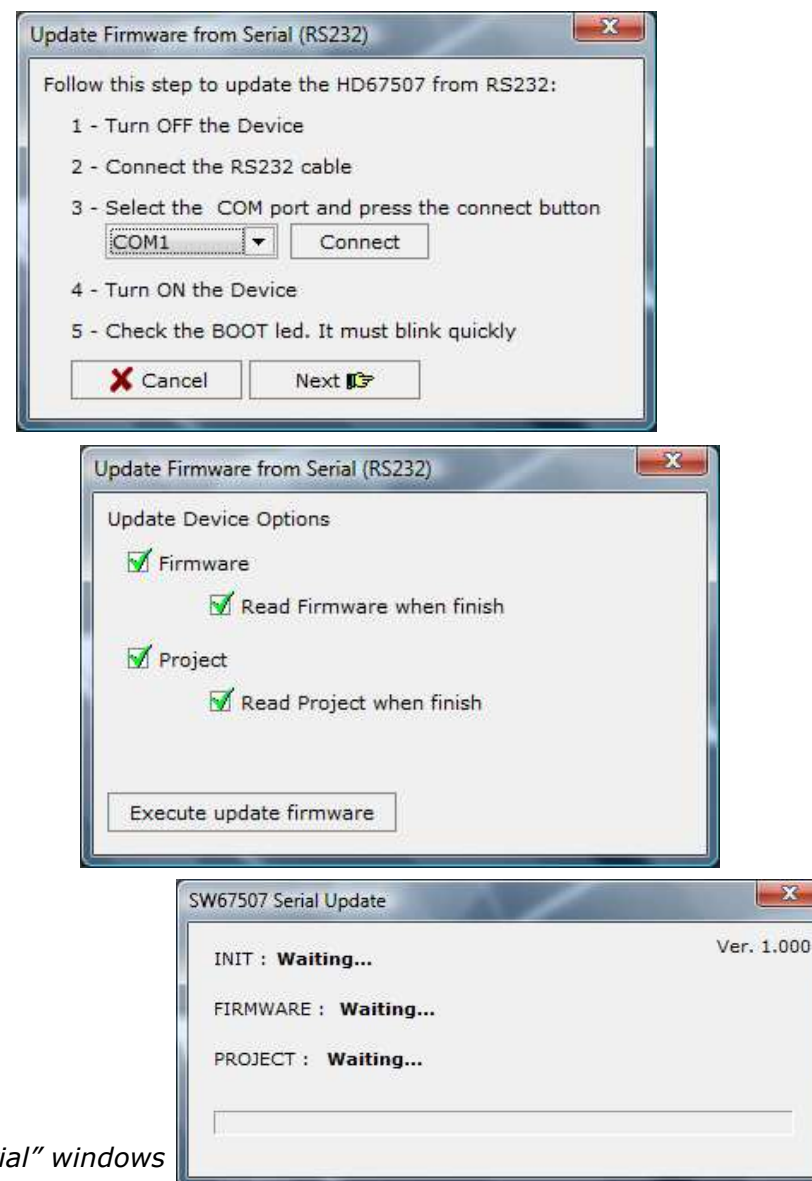 Update Firmware from Serial (RS232)
Follow this step to update the HD67507 from RS232:
1 - Turn OFF the Device
2 - Connect the RS232 cable
3 - Select the COM port and press the connect button
COM1 Connect
4 - Turn ON the Device
5 - Check the BOOT led. It must blink quickly
Cancel Next
Update Firmware from Serial (RS232)
Update Device Options
Firmware
Read Firmware when finish
Project
Read Project when finish
Execute update firmware
SW67507 Serial Update
Ver. 1.000
INIT : Waiting...
FIRMWARE : Waiting...
PROJECT : Waiting...
ial” windows